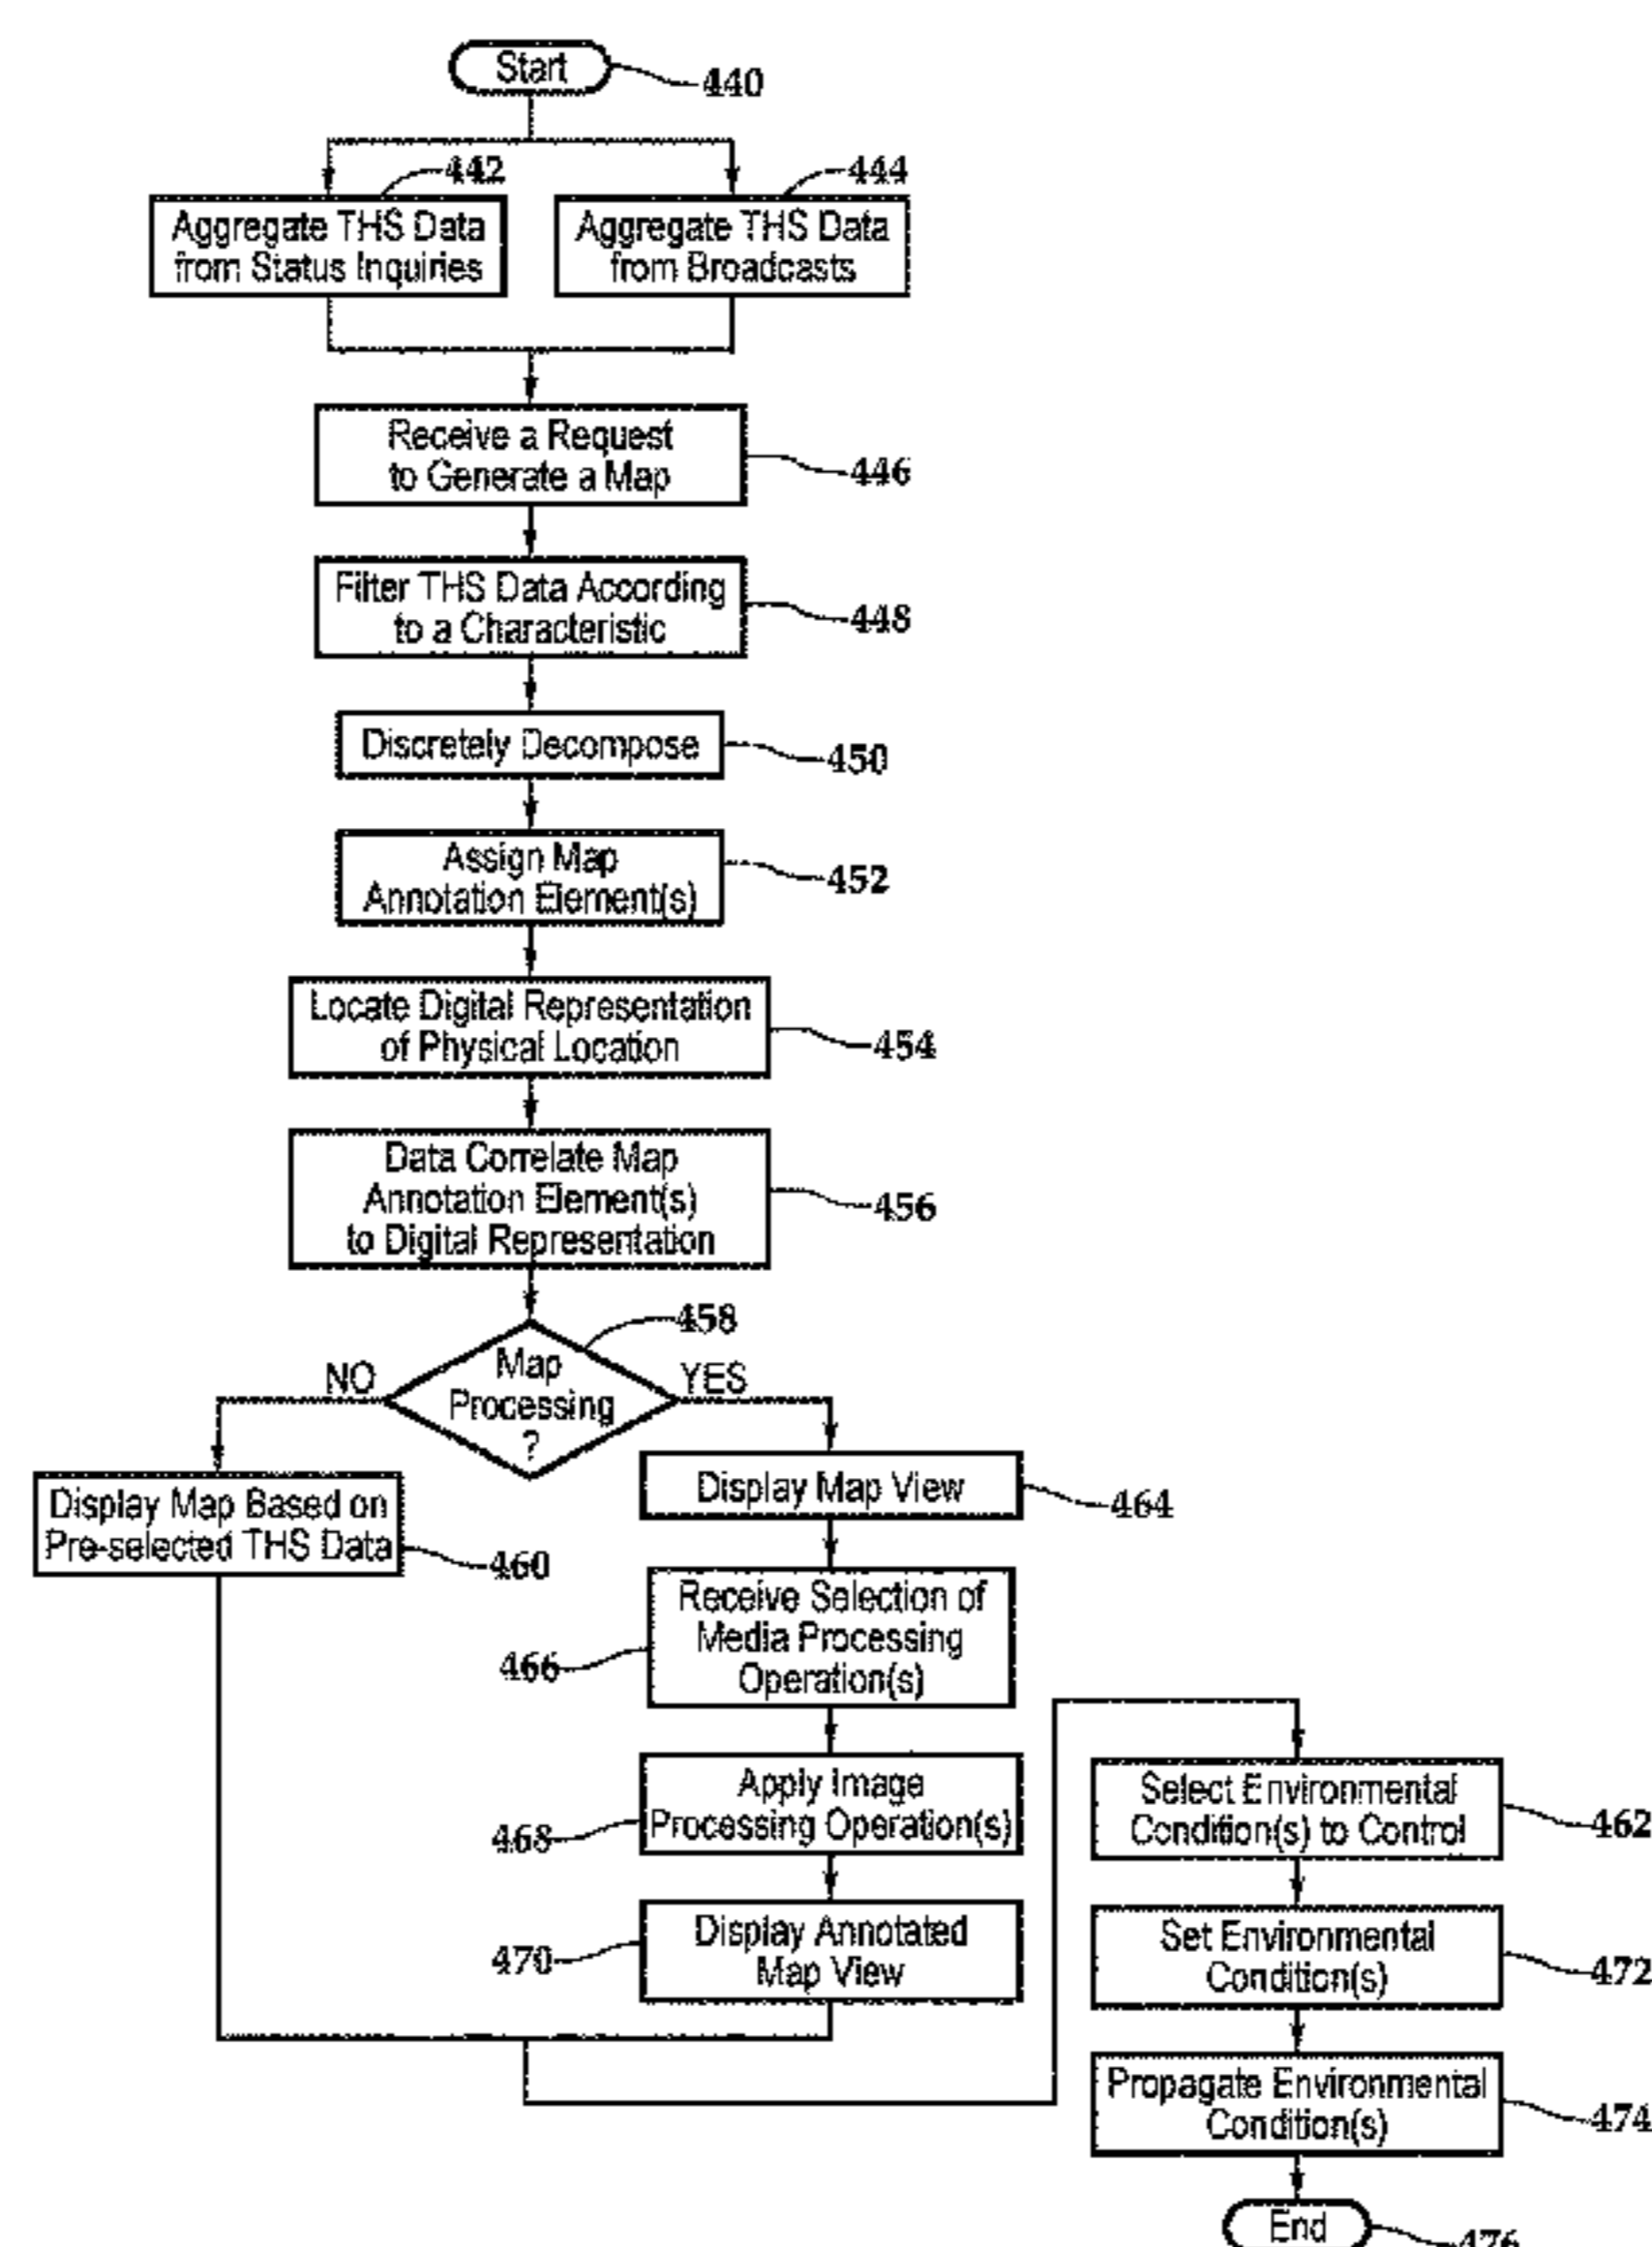 Start
440
442
444
Aggregate THS Data
from Status Inquiries
Aggregate THS Data
from Broadcasts
Receive a Request
to Generate a Map
446
Filter THS Data According
to a Characteristic
448
Discretely Decompose
450
Assign Map
Annotation Element(s)
452
Locate Digital Representation
of Physical Location
454
Data Correlate Map
Annotation Element(s)
to Digital Representation
456
458
Map
Processing
?
NO
YES
Display Map Based on
Pre-selected THS Data
460
Display Map View
464
Receive Selection of
Media Processing
Operation(s)
466
Apply Image
Processing Operation(s)
468
Display Annotated
Map View
470
Select Environmental
Condition(s) to Control
462
Set Environmental
Condition(s)
472
Propagate Environmental
Condition(s)
474
End
476